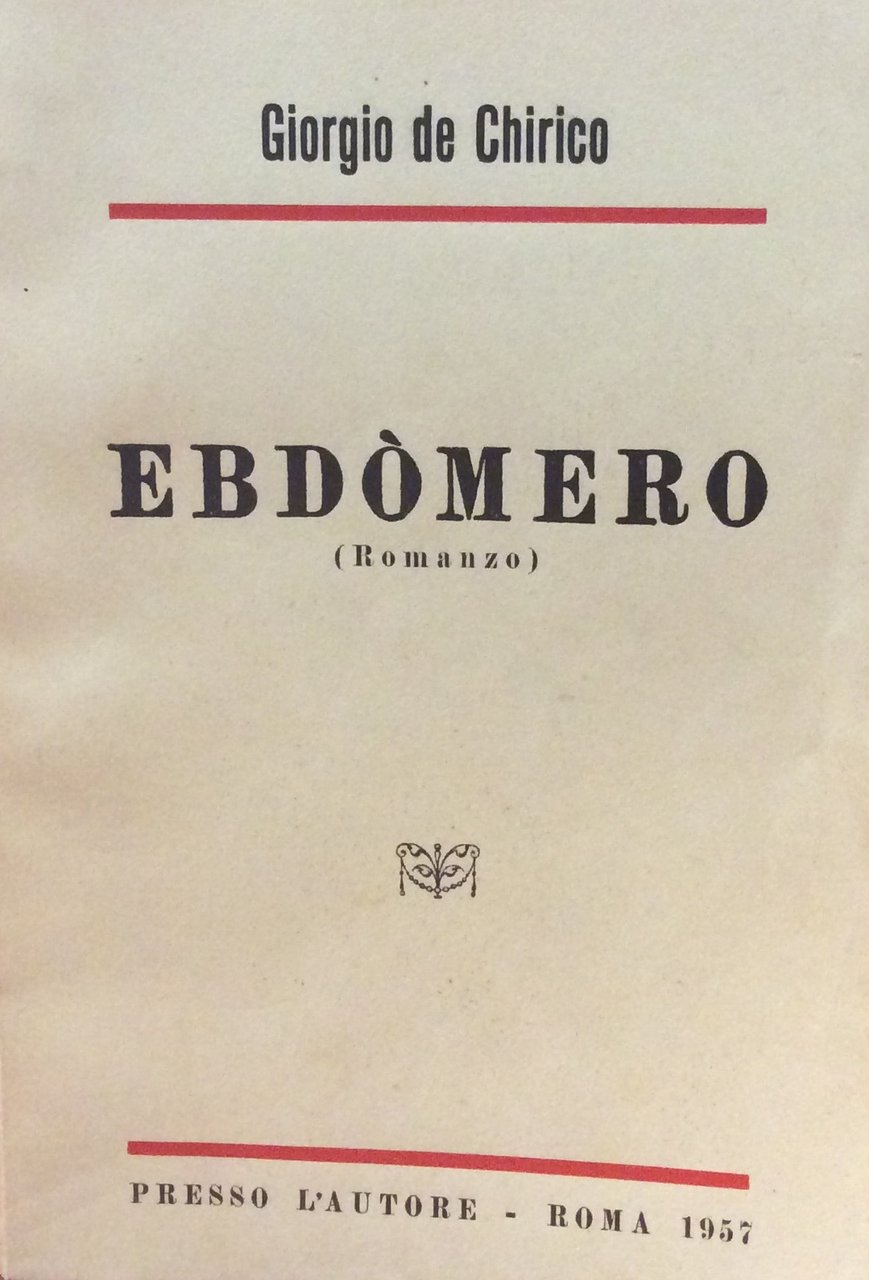 Giorgio de Chirico
EBDÒMERO
(Romanzo)
PRESSO L'AUTORE - ROMA 1957